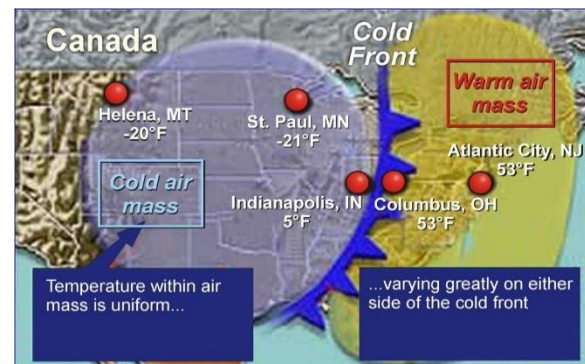 Canada
Cold
Front
Warm air
mass
Helena, MT
-20°F
St. Paul, MN
-21°F
Atlantic City, NJ
53°F
Cold air
mass
Indianapolis, IN
5°F
Columbus, OH
53°F
Temperature within air
mass is uniform...
...varying greatly on either
side of the cold front